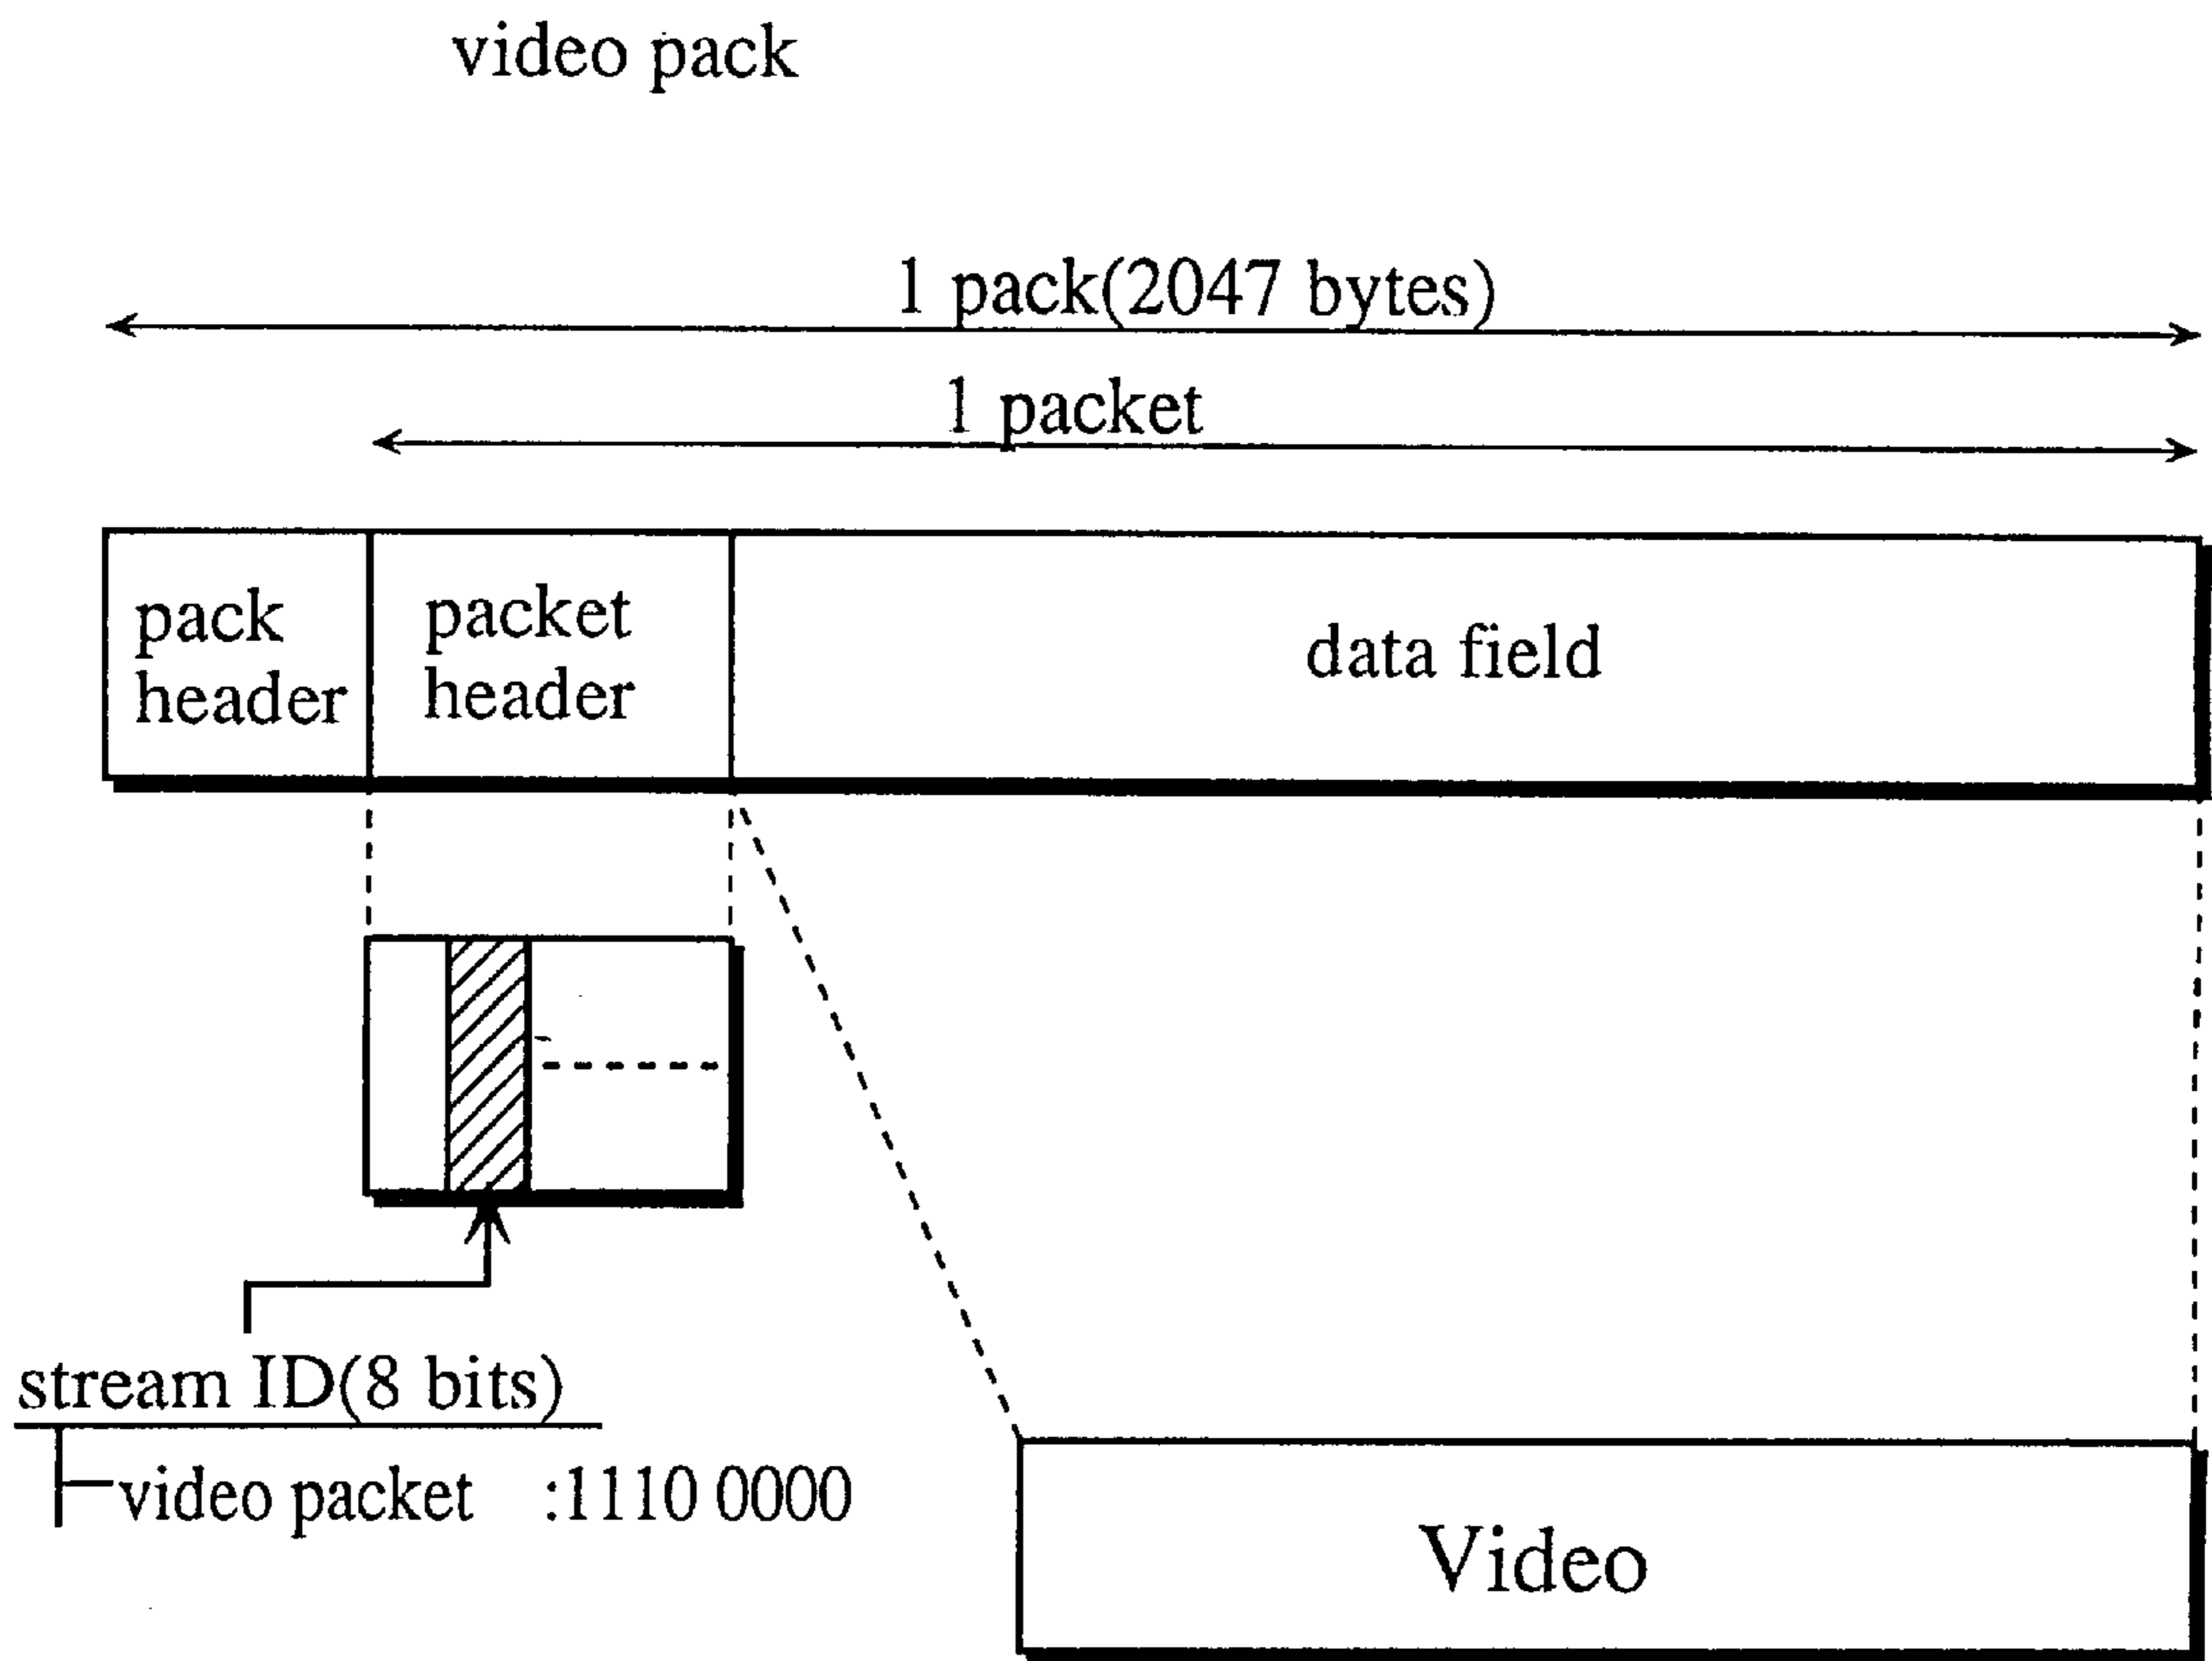 video pack
1 pack(2047 bytes)
1 packet
pack
header
packet
header
data field
stream ID(8 bits)
video packet :1110 0000
Video